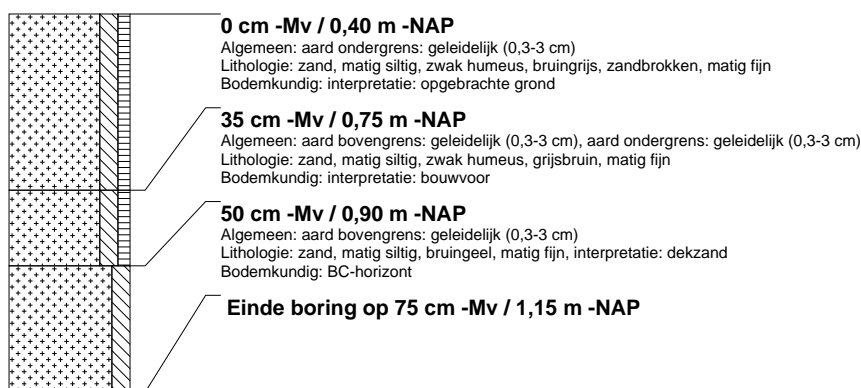 0 cm -Mv / 0,40 m -NAP
Algemeen: aard ondergrens: geleidelijk (0,3-3 cm)
Lithologie: zand, matig siltig, zwak humeus, bruingrijs, zandbrokken, matig fijn
Bodemkundig: interpretatie: opgebrachte grond
35 cm -Mv / 0,75 m -NAP
Algemeen: aard bovengrens: geleidelijk (0,3-3 cm), aard ondergrens: geleidelijk (0,3-3 cm)
Lithologie: zand, matig siltig, zwak humeus, grijsbruin, matig fijn
Bodemkundig: interpretatie: bouwvoor
50 cm -Mv / 0,90 m -NAP
Algemeen: aard bovengrens: geleidelijk (0,3-3 cm)
Lithologie: zand, matig siltig, bruingeel, matig fijn, interpretatie: dekzand
Bodemkundig: BC-horizont
Einde boring op 75 cm -Mv / 1,15 m -NAP